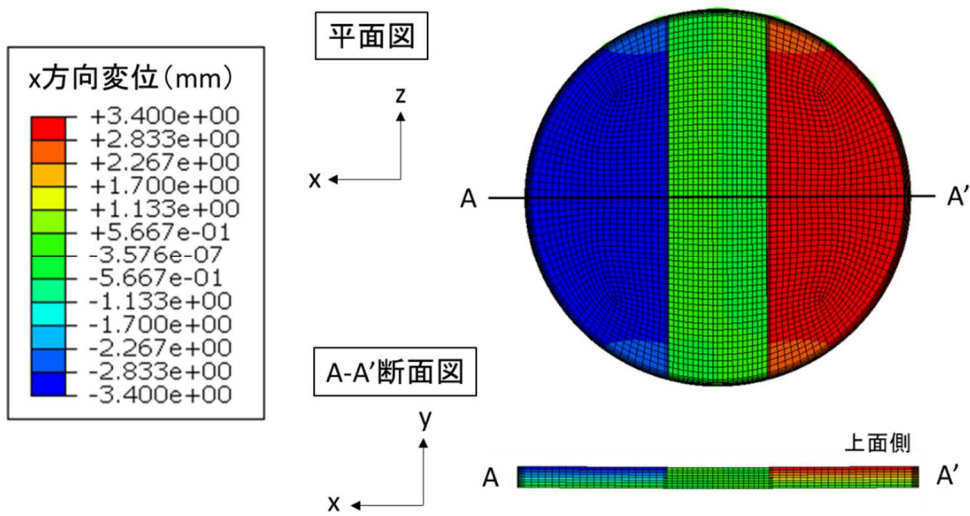 平面図
x方向変位(mm)
+3.400e+00
+2.833e+00
+2.267e+00
+1.700e+00
+1.133e+00
+5.667e-01
-3.576e-07
-5.667e-01
-1.133e+00
-1.700e+00
-2.267e+00
-2.833e+00
-3.400e+00
z
x
A
A’
A-A’断面図
y
x
上面側
A
A’